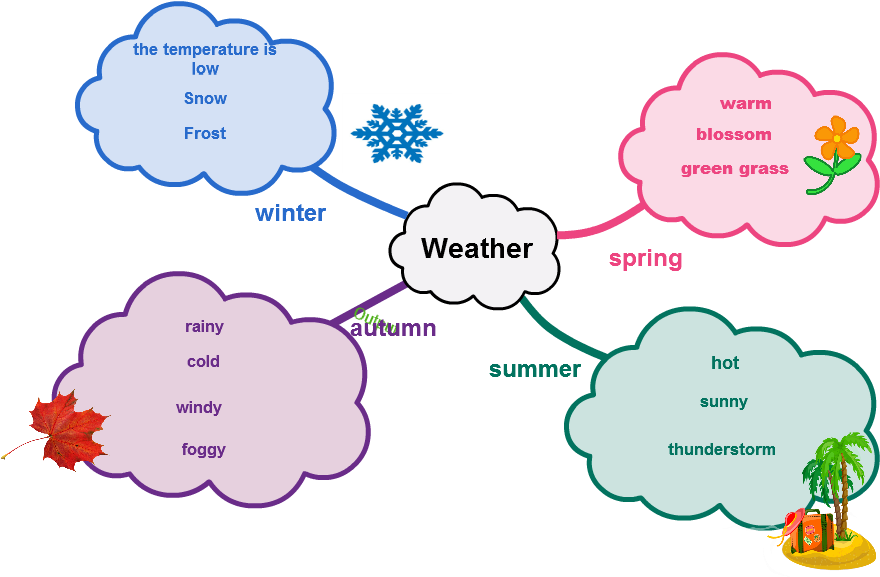 the temperature is
low
Snow
Frost
winter
warm
blossom
green grass
spring
Weather
autumn
rainy
cold
windy
foggy
summer
hot
sunny
thunderstorm